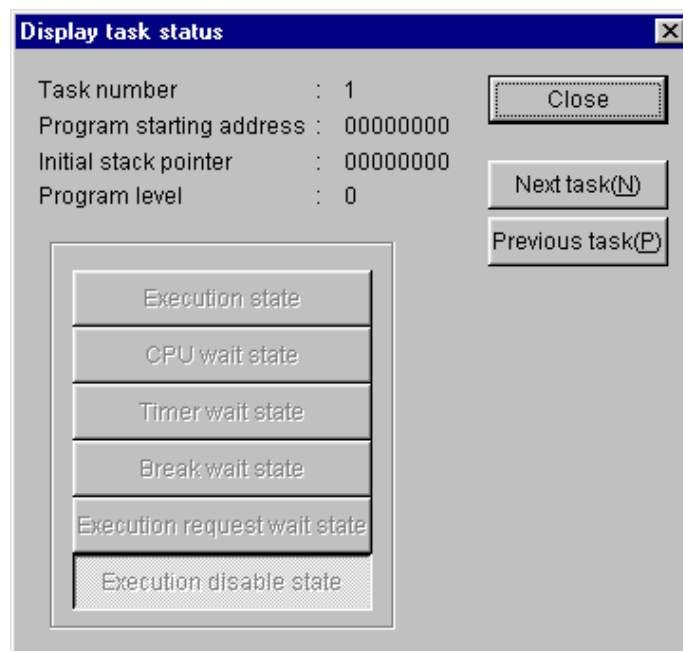 Display task status
Task number : 1
Program starting address : 00000000
Initial stack pointer : 00000000
Program level : 0
Close
Next task(N)
Previous task(P)
Execution state
CPU wait state
Timer wait state
Break wait state
Execution request wait state
Execution disable state